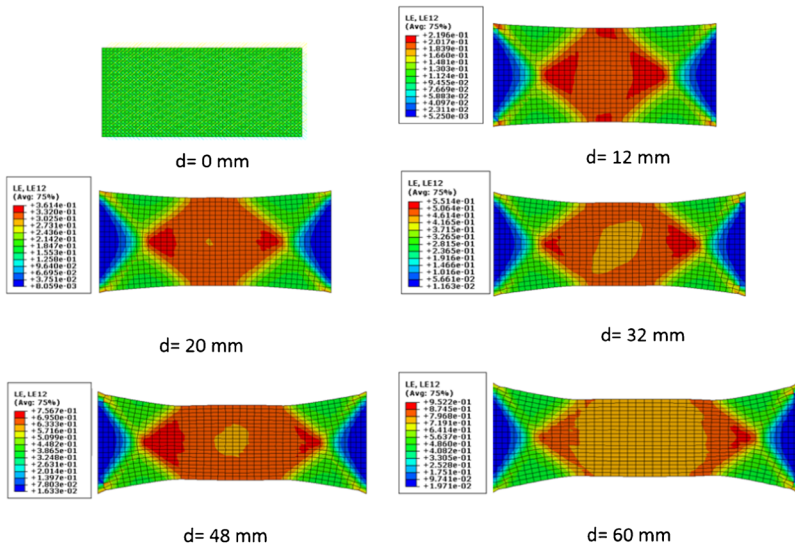 LE, LE12
(Avg: 75%)
+2.196e-01
+2.017e-01
+1.839e-01
+1.660e-01
+1.481e-01
+1.303e-01
+1.124e-01
+9.455e-02
+7.669e-02
+5.883e-02
+4.097e-02
+2.311e-02
+5.250e-03
d= 0 mm
d= 12 mm
LE, LE12
(Avg: 75%)
+3.614e-01
+3.320e-01
+3.025e-01
+2.731e-01
+2.436e-01
+2.142e-01
+1.847e-01
+1.553e-01
+1.258e-01
+9.640e-02
+6.695e-02
+3.751e-02
+8.059e-03
d= 20 mm
LE, LE12
(Avg: 75%)
+5.514e-01
+5.064e-01
+4.614e-01
+4.165e-01
+3.715e-01
+3.265e-01
+2.815e-01
+2.365e-01
+1.916e-01
+1.466e-01
+1.016e-01
+5.661e-02
+1.163e-02
d= 32 mm
LE, LE12
(Avg: 75%)
+7.567e-01
+6.950e-01
+6.333e-01
+5.716e-01
+5.099e-01
+4.482e-01
+3.865e-01
+3.248e-01
+2.631e-01
+2.014e-01
+1.397e-01
+7.803e-02
+1.633e-02
d= 48 mm
LE, LE12
(Avg: 75%)
+9.522e-01
+8.745e-01
+7.968e-01
+7.191e-01
+6.414e-01
+5.637e-01
+4.860e-01
+4.082e-01
+3.305e-01
+2.528e-01
+1.751e-01
+9.741e-02
+1.971e-02
d= 60 mm